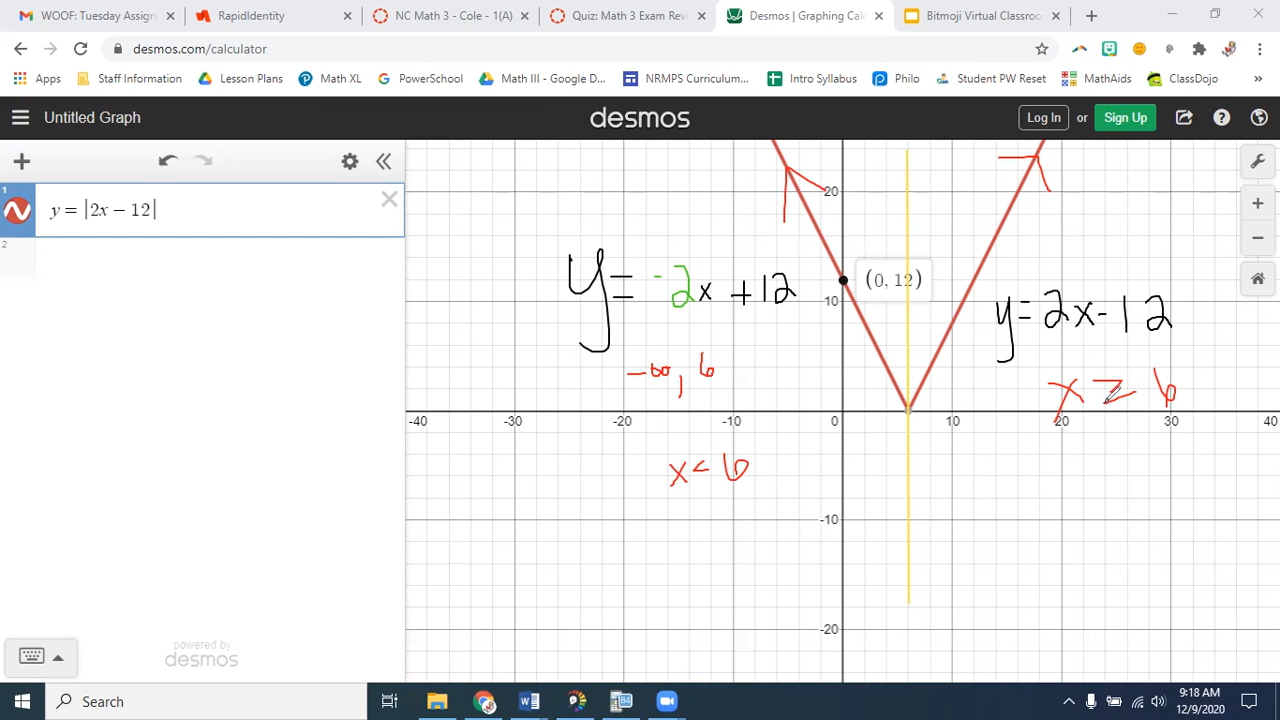 WOOF: Tuesday Assign
RapidIdentity
NC Math 3 - Cole - 1(A)
Quiz: Math 3 Exam Rev
Desmos | Graphing Calc
Bitmoji Virtual Classroo
desmos.com/calculator
Apps
Staff Information
Lesson Plans
Math XL
PowerSchool
Math III - Google D...
NRMPS Curriculum...
Intro Syllabus
Philo
Student PW Reset
MathAids
ClassDojo
Untitled Graph
desmos
Log In
or
Sign Up
1
y = |2x − 12|
2
y = -2x + 12
-∞, 6
x < 6
(0, 12)
y = 2x - 12
x ≥ 6
20
10
-40
-30
-20
-10
0
10
20
30
40
-10
-20
powered by
desmos
Search
9:18 AM
12/9/2020